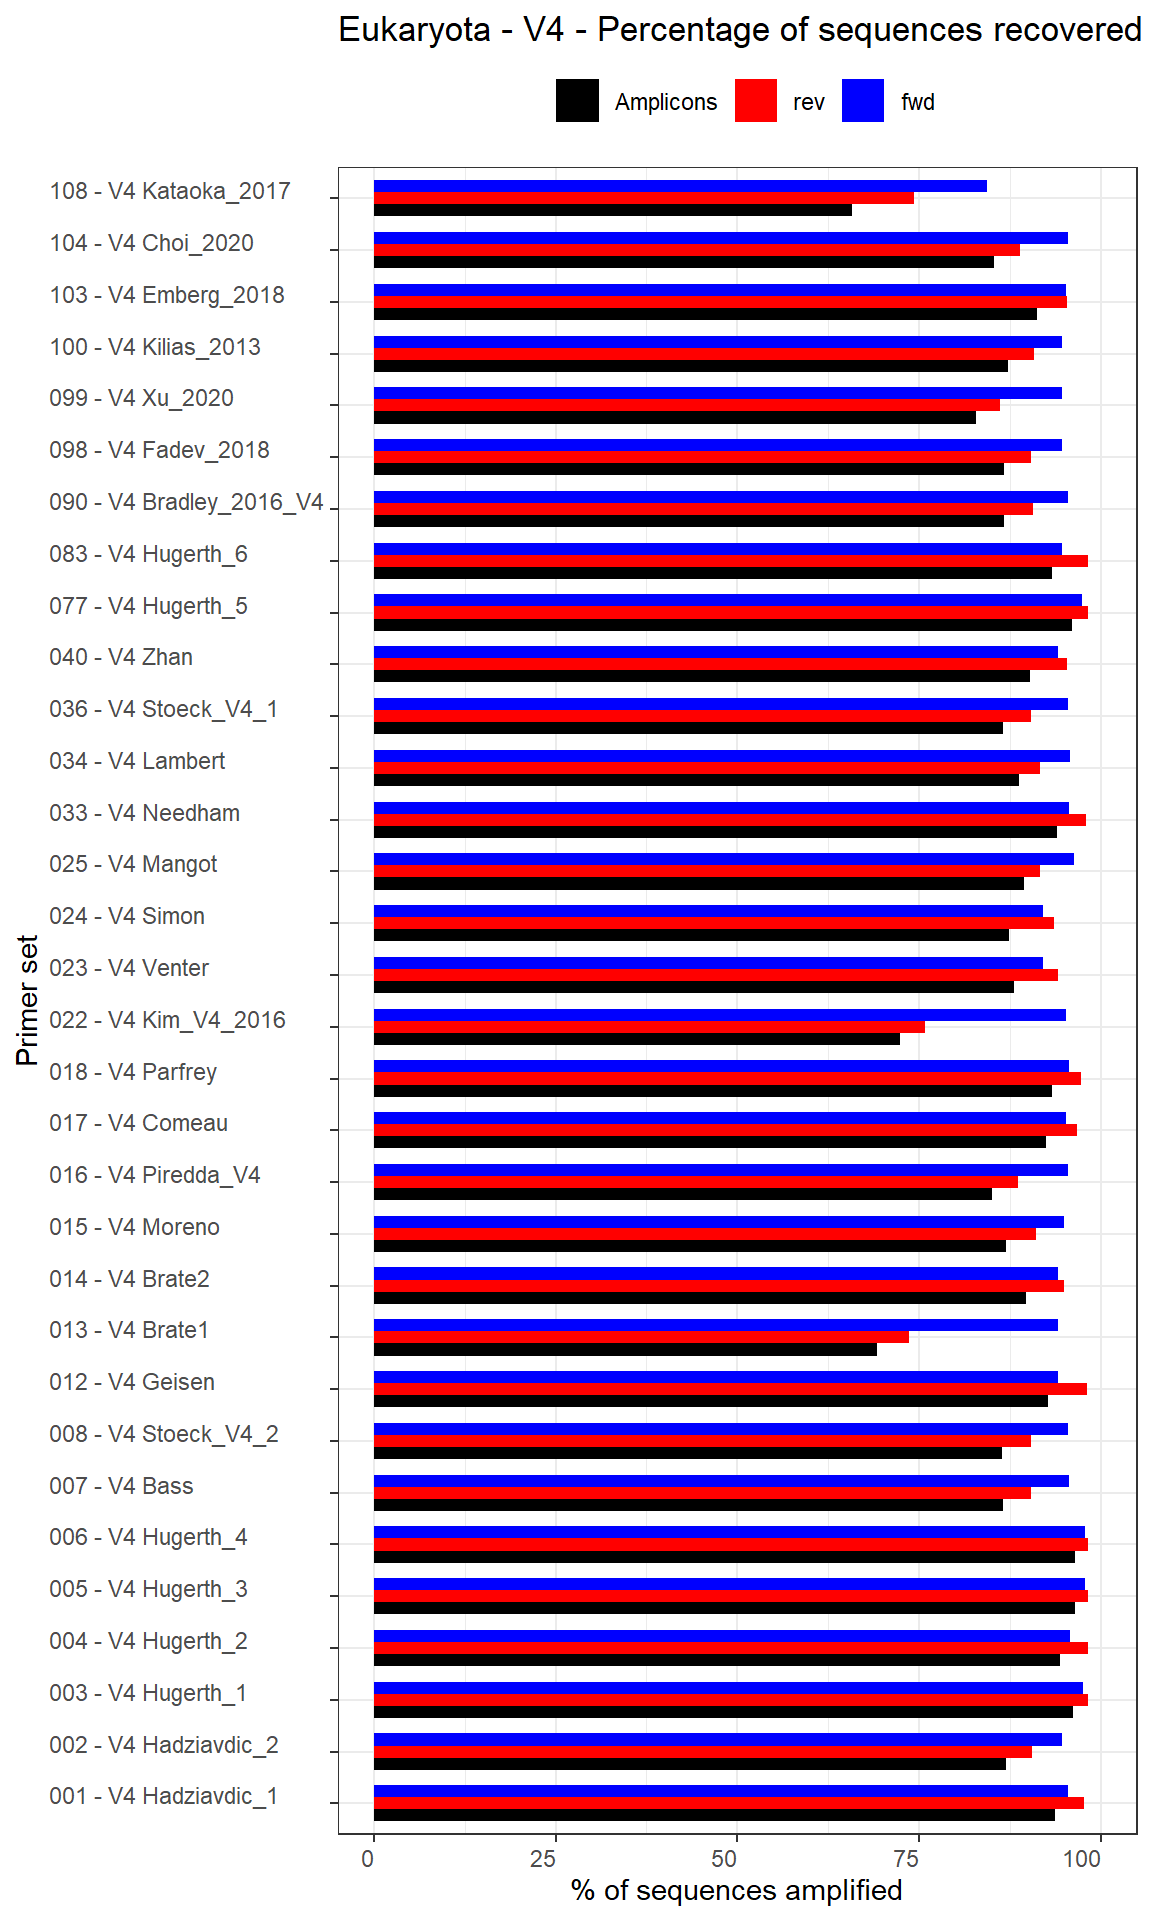 Eukaryota - V4 - Percentage of sequences recovered
Amplicons rev fwd
108 - V4 Kataoka_2017
104 - V4 Choi_2020
103 - V4 Emberg_2018
100 - V4 Kilias_2013
099 - V4 Xu_2020
098 - V4 Fadev_2018
090 - V4 Bradley_2016_V4
083 - V4 Hugerth_6
077 - V4 Hugerth_5
040 - V4 Zhan
036 - V4 Stoeck_V4_1
034 - V4 Lambert
033 - V4 Needham
025 - V4 Mangot
024 - V4 Simon
023 - V4 Venter
022 - V4 Kim_V4_2016
018 - V4 Parfrey
017 - V4 Comeau
016 - V4 Piredda_V4
015 - V4 Moreno
014 - V4 Brate2
013 - V4 Brate1
012 - V4 Geisen
008 - V4 Stoeck_V4_2
007 - V4 Bass
006 - V4 Hugerth_4
005 - V4 Hugerth_3
004 - V4 Hugerth_2
003 - V4 Hugerth_1
002 - V4 Hadziavdic_2
001 - V4 Hadziavdic_1
Primer set
0 25 50 75 100
% of sequences amplified